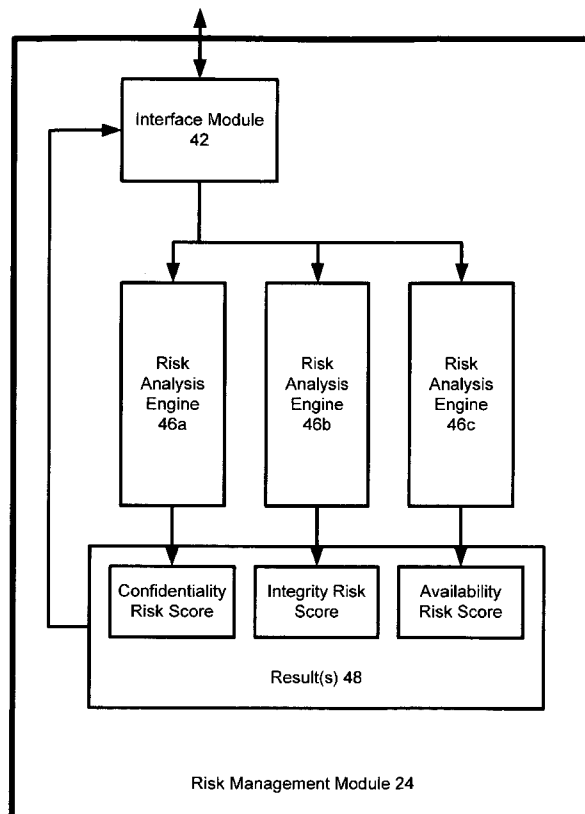 Interface Module
42
Risk
Analysis
Engine
46a
Risk
Analysis
Engine
46b
Risk
Analysis
Engine
46c
Confidentiality
Risk Score
Integrity Risk
Score
Availability
Risk Score
Result(s) 48
Risk Management Module 24